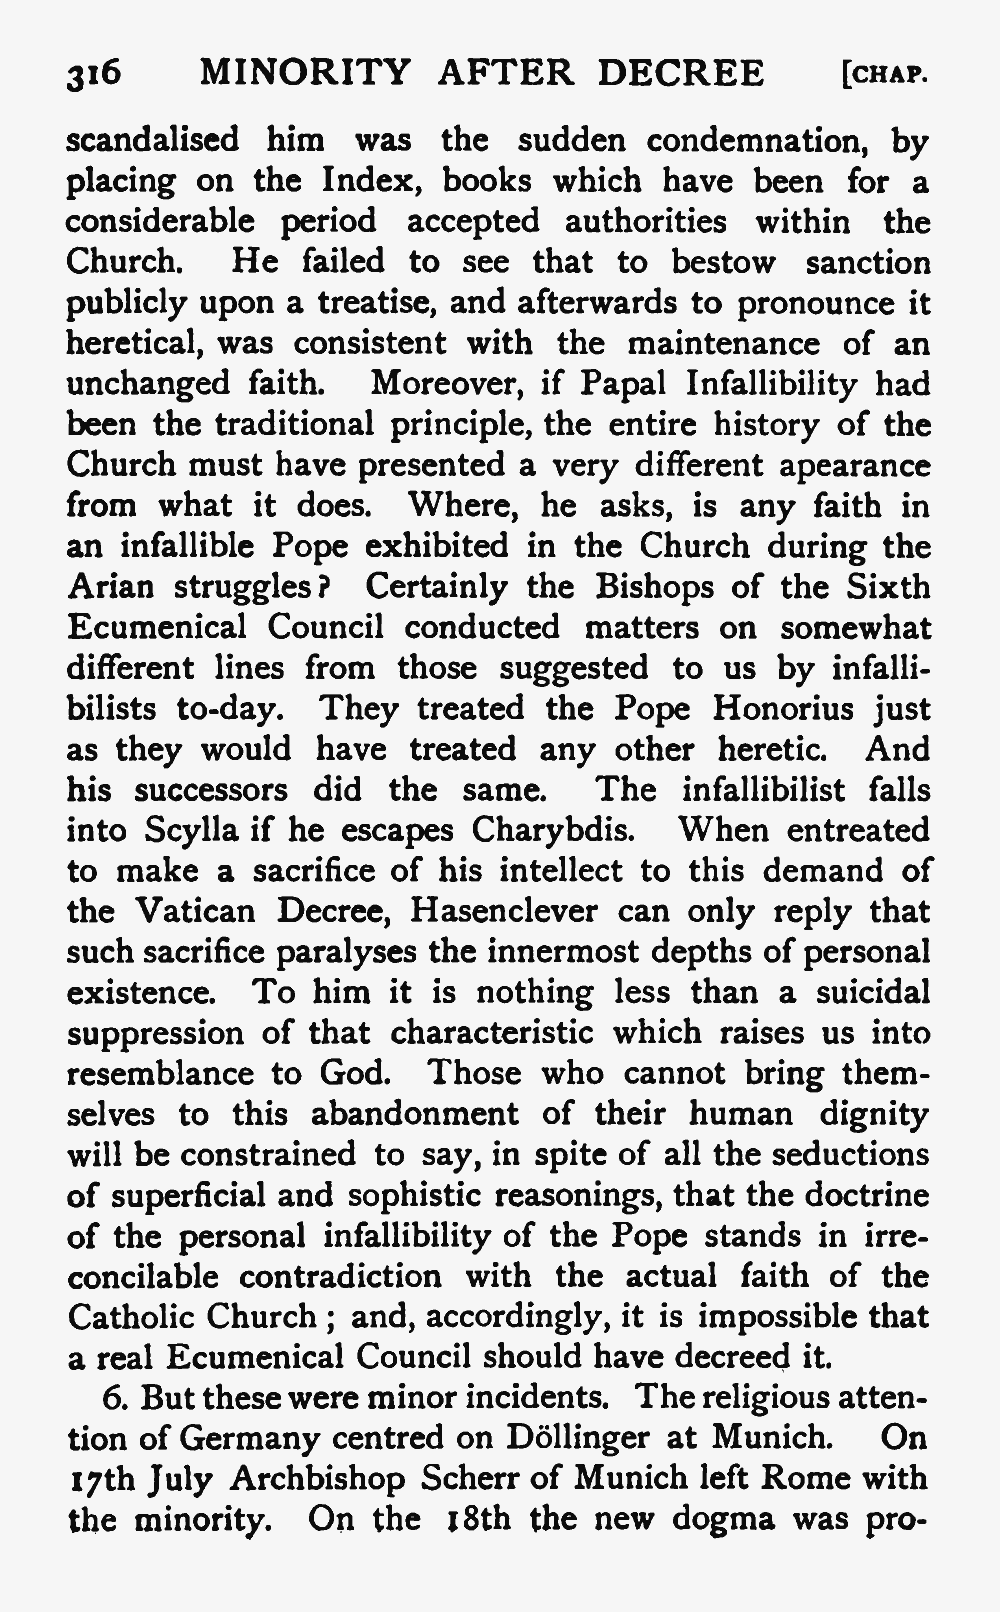 316 MINORITY AFTER DECREE [CHAP.
scandalised him was the sudden condemnation, by
placing on the Index, books which have been for a
considerable period accepted authorities within the
Church. He failed to see that to bestow sanction
publicly upon a treatise, and afterwards to pronounce it
heretical, was consistent with the maintenance of an
unchanged faith. Moreover, if Papal Infallibility had
been the traditional principle, the entire history of the
Church must have presented a very different apearance
from what it does. Where, he asks, is any faith in
an infallible Pope exhibited in the Church during the
Arian struggles? Certainly the Bishops of the Sixth
Ecumenical Council conducted matters on somewhat
different lines from those suggested to us by infalli-
bilists to-day. They treated the Pope Honorius just
as they would have treated any other heretic. And
his successors did the same. The infallibilist falls
into Scylla if he escapes Charybdis. When entreated
to make a sacrifice of his intellect to this demand of
the Vatican Decree, Hasenclever can only reply that
such sacrifice paralyses the innermost depths of personal
existence. To him it is nothing less than a suicidal
suppression of that characteristic which raises us into
resemblance to God. Those who cannot bring them-
selves to this abandonment of their human dignity
will be constrained to say, in spite of all the seductions
of superficial and sophistic reasonings, that the doctrine
of the personal infallibility of the Pope stands in irre-
concilable contradiction with the actual faith of the
Catholic Church ; and, accordingly, it is impossible that
a real Ecumenical Council should have decreed it.
6. But these were minor incidents. The religious atten-
tion of Germany centred on Döllinger at Munich. On
17th July Archbishop Scherr of Munich left Rome with
the minority. On the 18th the new dogma was pro-